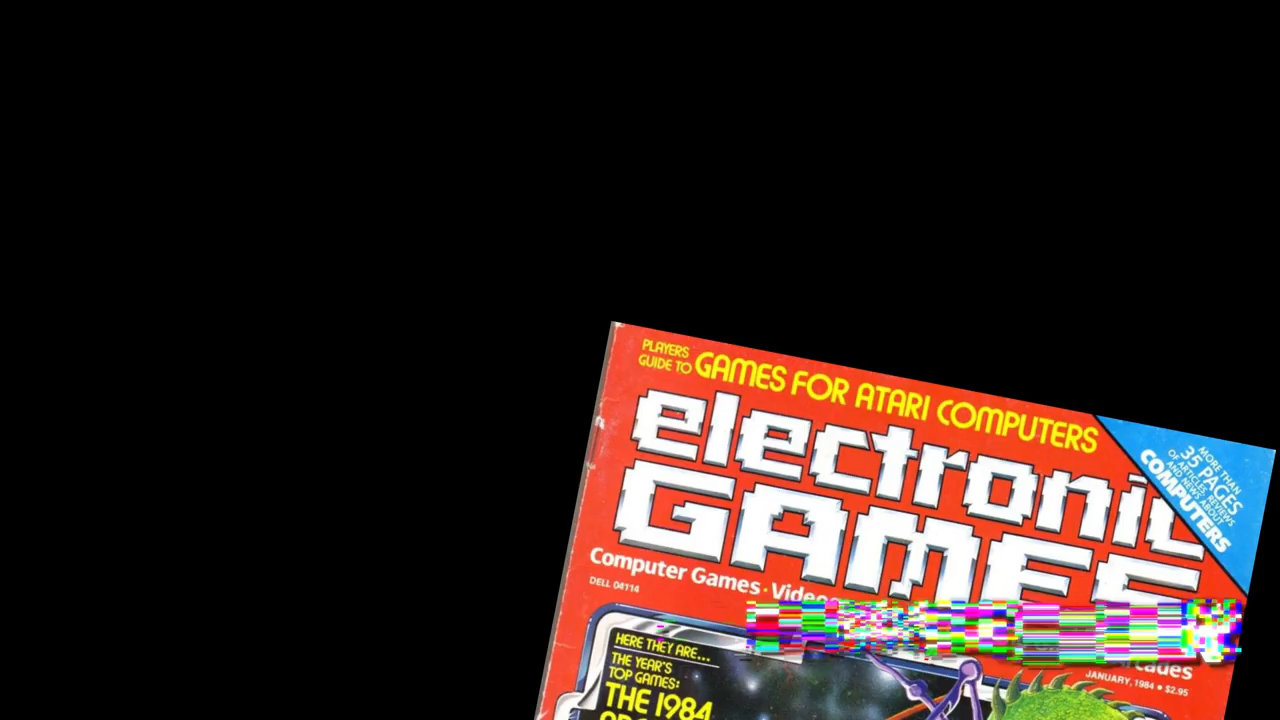 PLAYERS
GUIDE TO GAMES FOR ATARI COMPUTERS
electronic
GAMES
MORE THAN
35 PAGES
OF ARTICLES, REVIEWS
AND NEWS ABOUT
COMPUTERS
Computer Games · Video
DELL 04114
JANUARY, 1984 • $2.95
HERE THEY ARE...
THE YEAR'S
TOP GAMES:
THE 1984